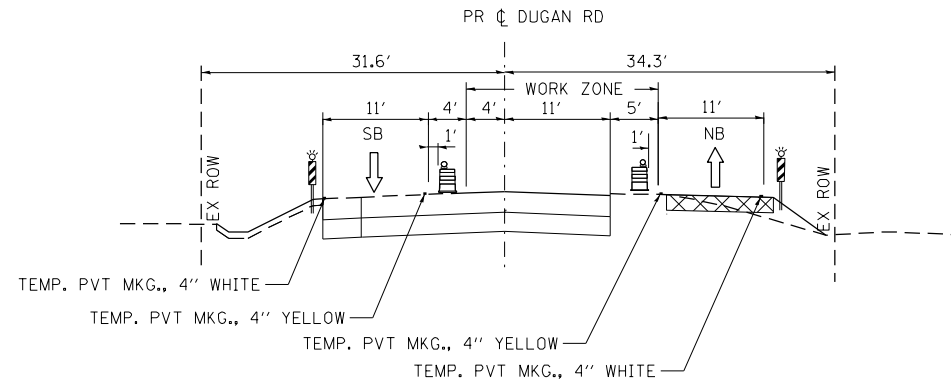 PR ℄ DUGAN RD
31.6' 34.3'
WORK ZONE
11' 4' 4' 11' 5' 11'
SB 1' 1' NB
EX ROW EX ROW
TEMP. PVT MKG., 4'' WHITE
TEMP. PVT MKG., 4'' YELLOW
TEMP. PVT MKG., 4'' YELLOW
TEMP. PVT MKG., 4'' WHITE